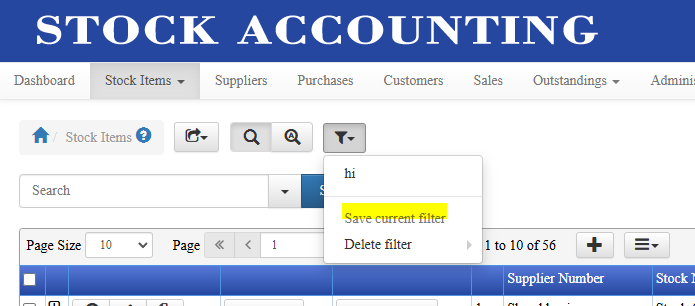 STOCK ACCOUNTING
Dashboard Stock Items Suppliers Purchases Customers Sales Outstandings
/ Stock Items ?
A
hi
Search
Save current filter
Delete filter
Page Size 10 Page 1 1 to 10 of 56
Supplier Number Stock